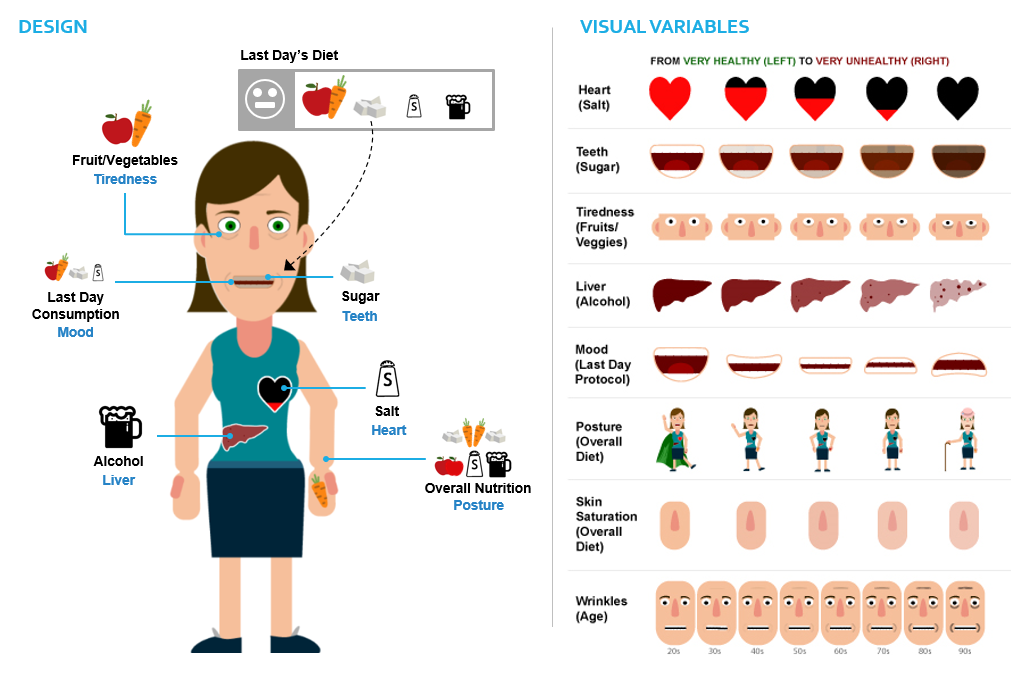 DESIGN
Last Day's Diet
S
Fruit/Vegetables
Tiredness
S
Last Day
Consumption
Mood
Sugar
Teeth
S
Salt
Heart
Alcohol
Liver
S
Overall Nutrition
Posture
VISUAL VARIABLES
FROM VERY HEALTHY (LEFT) TO VERY UNHEALTHY (RIGHT)
Heart
(Salt)
Teeth
(Sugar)
Tiredness
(Fruits/
Veggies)
Liver
(Alcohol)
Mood
(Last Day
Protocol)
Posture
(Overall
Diet)
Skin
Saturation
(Overall
Diet)
Wrinkles
(Age)
20s 30s 40s 50s 60s 70s 80s 90s